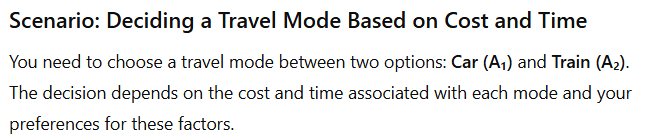 Scenario: Deciding a Travel Mode Based on Cost and Time
You need to choose a travel mode between two options: Car (A₁) and Train (A₂).
The decision depends on the cost and time associated with each mode and your
preferences for these factors.